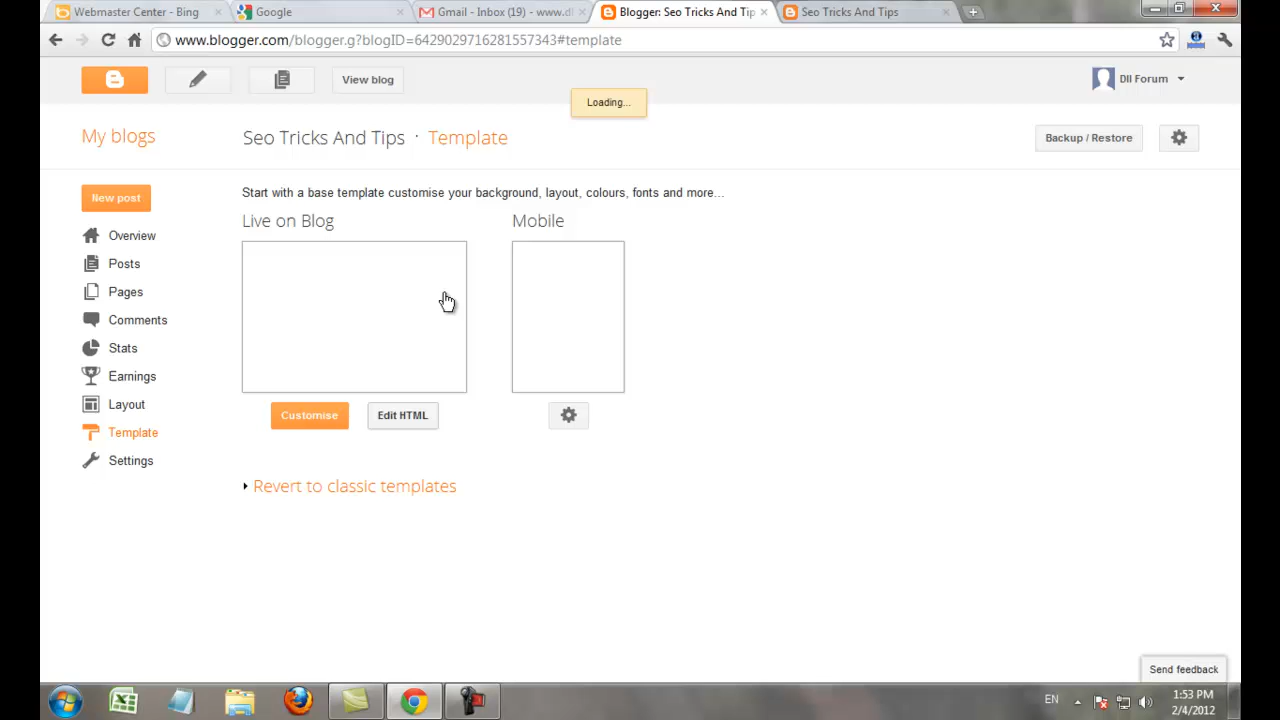 Webmaster Center - Bing
Google
Gmail - Inbox (19) - www.dl
Blogger: Seo Tricks And Tip
Seo Tricks And Tips
www.blogger.com/blogger.g?blogID=6429029716281557343#template
View blog
DII Forum
Loading...
My blogs
Seo Tricks And Tips · Template
Backup / Restore
New post
Start with a base template customise your background, layout, colours, fonts and more...
Live on Blog
Mobile
Overview
Posts
Pages
Comments
Stats
Earnings
Layout
Template
Settings
Customise
Edit HTML
Revert to classic templates
Send feedback
EN
1:53 PM
2/4/2012